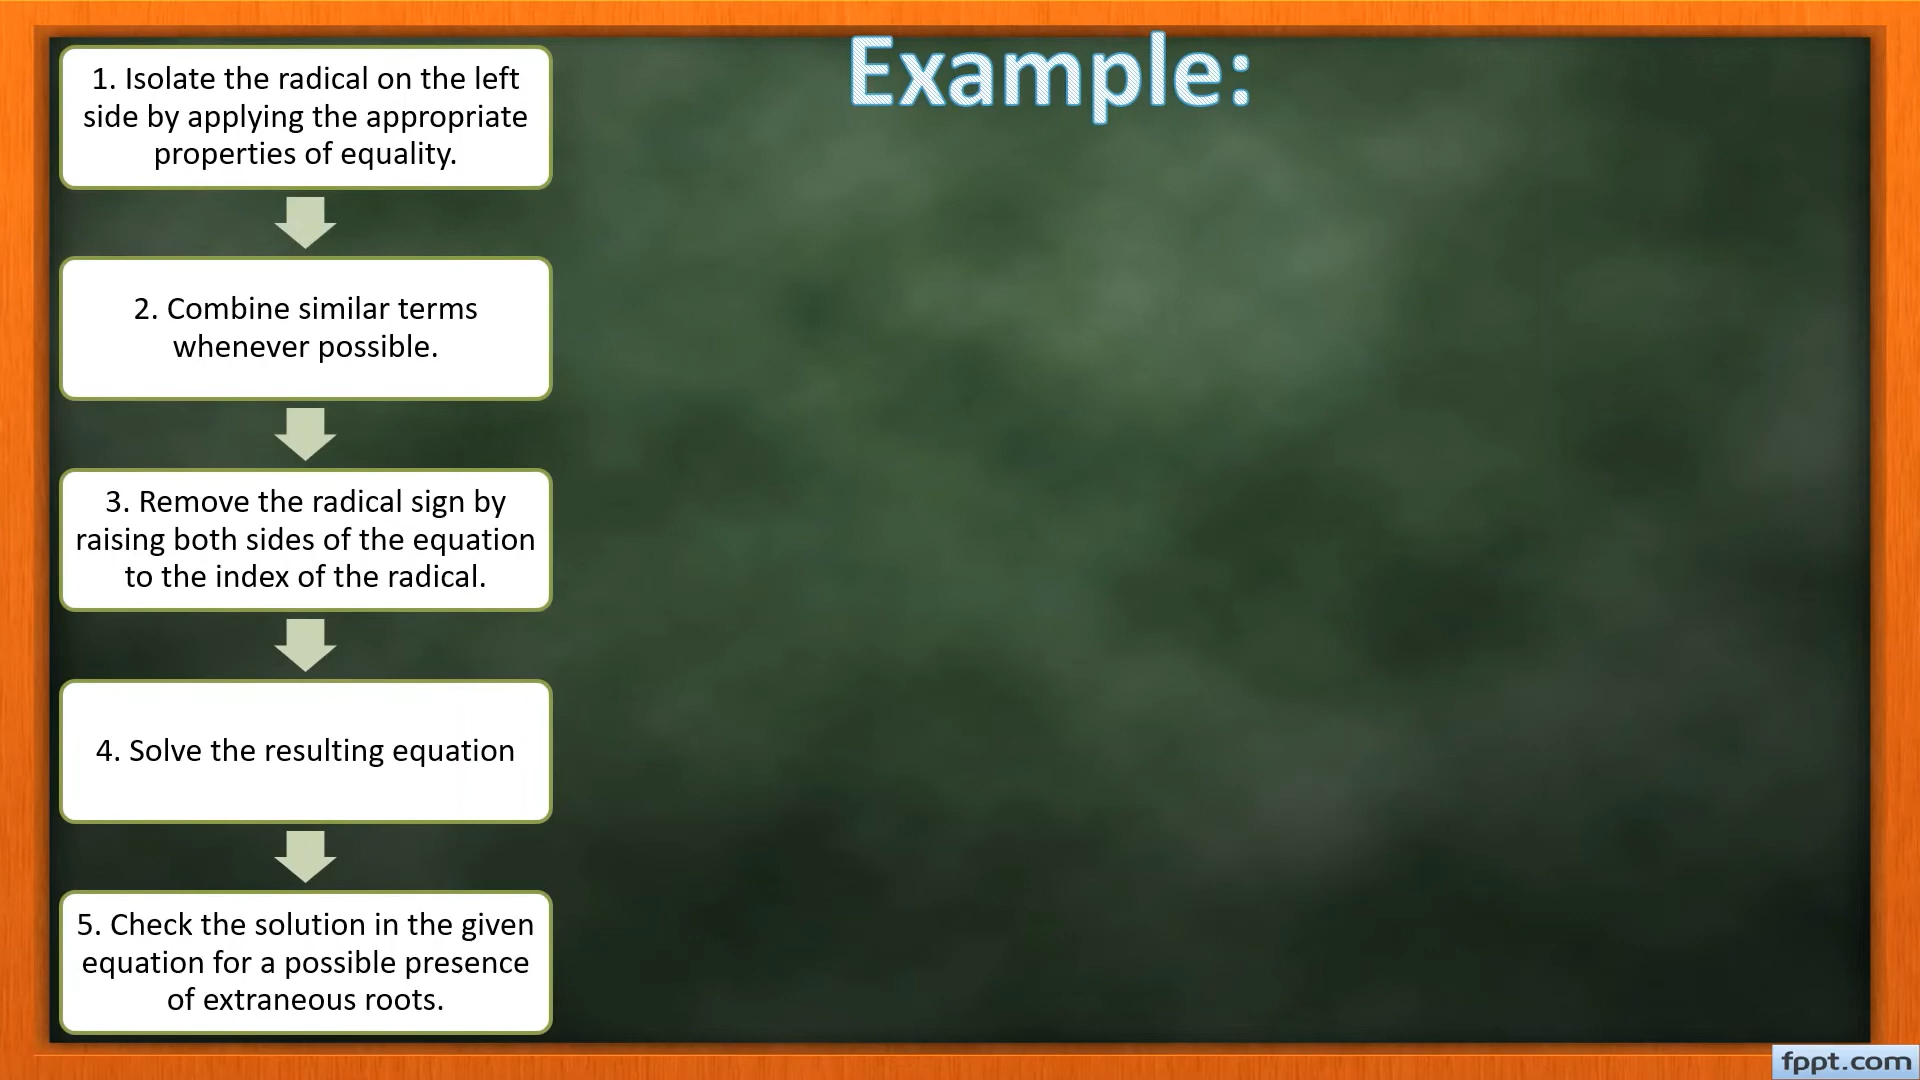 Example:
1. Isolate the radical on the left
side by applying the appropriate
properties of equality.
2. Combine similar terms
whenever possible.
3. Remove the radical sign by
raising both sides of the equation
to the index of the radical.
4. Solve the resulting equation
5. Check the solution in the given
equation for a possible presence
of extraneous roots.
fppt.com